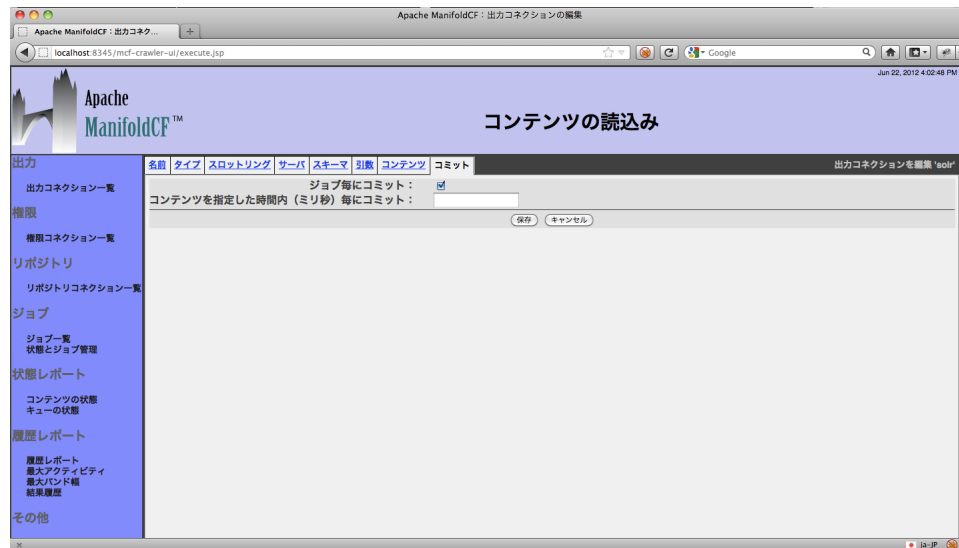 Apache ManifoldCF：出力コネクションの編集
Apache ManifoldCF：出力コネク...
localhost:8345/mcf-crawler-ui/execute.jsp
Google
Jun 22, 2012 4:02:48 PM
Apache
ManifoldCF™
コンテンツの読込み
出力
出力コネクション一覧
権限
権限コネクション一覧
リポジトリ
リポジトリコネクション一覧
ジョブ
ジョブ一覧
状態とジョブ管理
状態レポート
コンテンツの状態
キューの状態
履歴レポート
履歴レポート
最大アクティビティ
最大バンド幅
結果履歴
その他
名前 タイプ スロットリング サーバ スキーマ 引数 コンテンツ コミット
出力コネクションを編集 'solr'
ジョブ毎にコミット：
コンテンツを指定した時間内（ミリ秒）毎にコミット：
保存 キャンセル
ja-JP